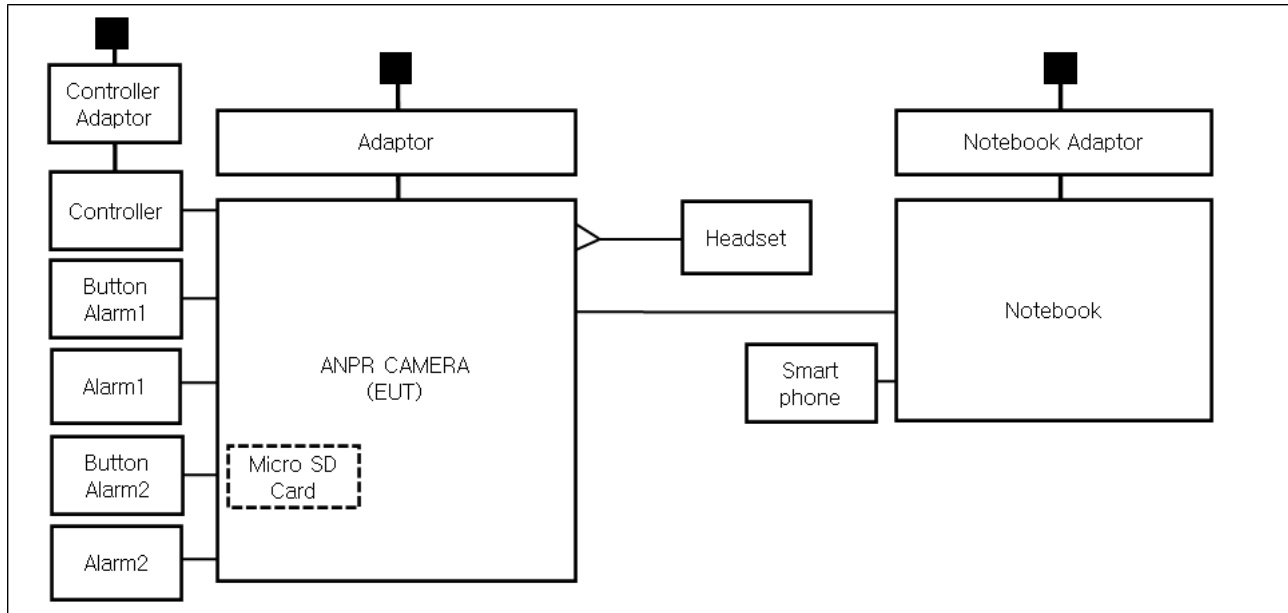 Controller
Adaptor
Adaptor
Notebook Adaptor
Controller
Headset
Button
Alarm1
Notebook
ANPR CAMERA
(EUT)
Alarm1
Smart
phone
Button
Alarm2
Micro SD
Card
Alarm2